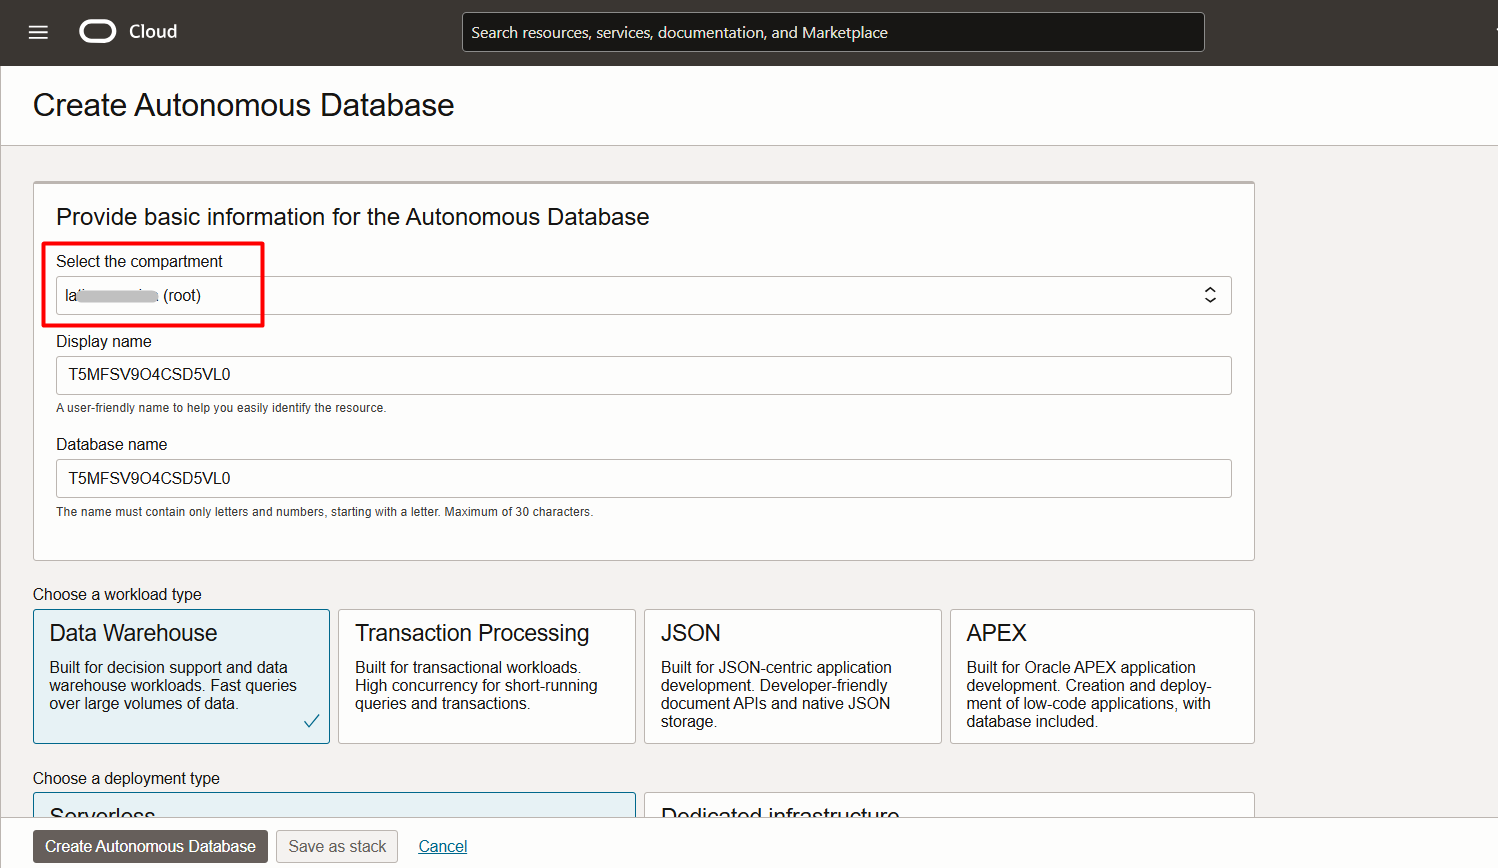 Cloud
Search resources, services, documentation, and Marketplace
Create Autonomous Database
Provide basic information for the Autonomous Database
Select the compartment
(root)
Display name
T5MFSV9O4CSD5VL0
A user-friendly name to help you easily identify the resource.
Database name
T5MFSV9O4CSD5VL0
The name must contain only letters and numbers, starting with a letter. Maximum of 30 characters.
Choose a workload type
Data Warehouse
Built for decision support and data
warehouse workloads. Fast queries
over large volumes of data.
Transaction Processing
Built for transactional workloads.
High concurrency for short-running
queries and transactions.
JSON
Built for JSON-centric application
development. Developer-friendly
document APIs and native JSON
storage.
APEX
Built for Oracle APEX application
development. Creation and deploy-
ment of low-code applications, with
database included.
Choose a deployment type
Serverless
Dedicated infrastructure
Create Autonomous Database
Save as stack
Cancel